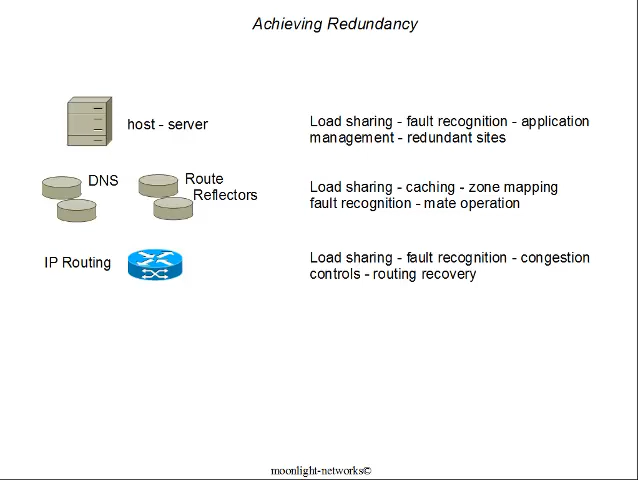 Achieving Redundancy
host - server
Load sharing - fault recognition - application
management - redundant sites
DNS
Route
Reflectors
Load sharing - caching - zone mapping
fault recognition - mate operation
IP Routing
Load sharing - fault recognition - congestion
controls - routing recovery
moonlight-networks©